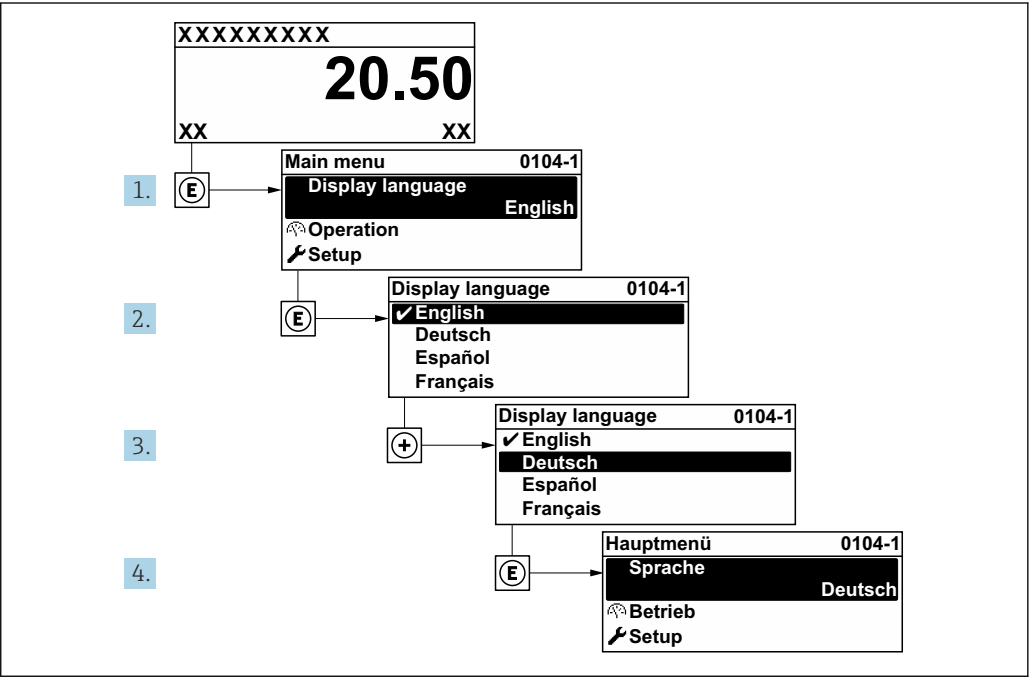 XXXXXXXXX
20.50
XX XX
1. E
Main menu 0104-1
Display language
English
Operation
Setup
2. E
Display language 0104-1
✔English
Deutsch
Español
Français
3. +
Display language 0104-1
✔English
Deutsch
Español
Français
4. E
Hauptmenü 0104-1
Sprache
Deutsch
Betrieb
Setup